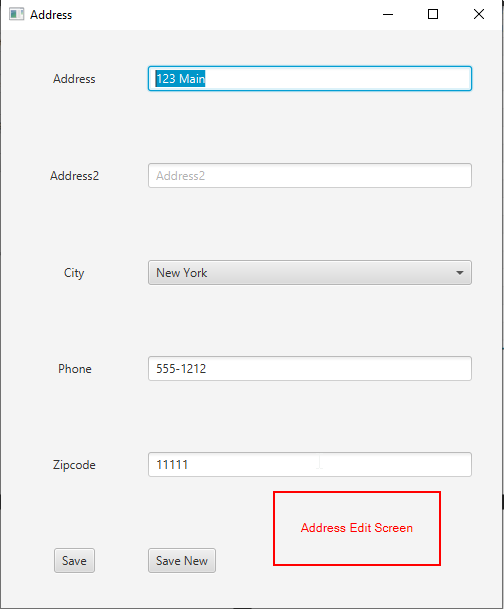 Address
Address 123 Main
Address2 Address2
City New York
Phone 555-1212
Zipcode 11111
Address Edit Screen
Save Save New